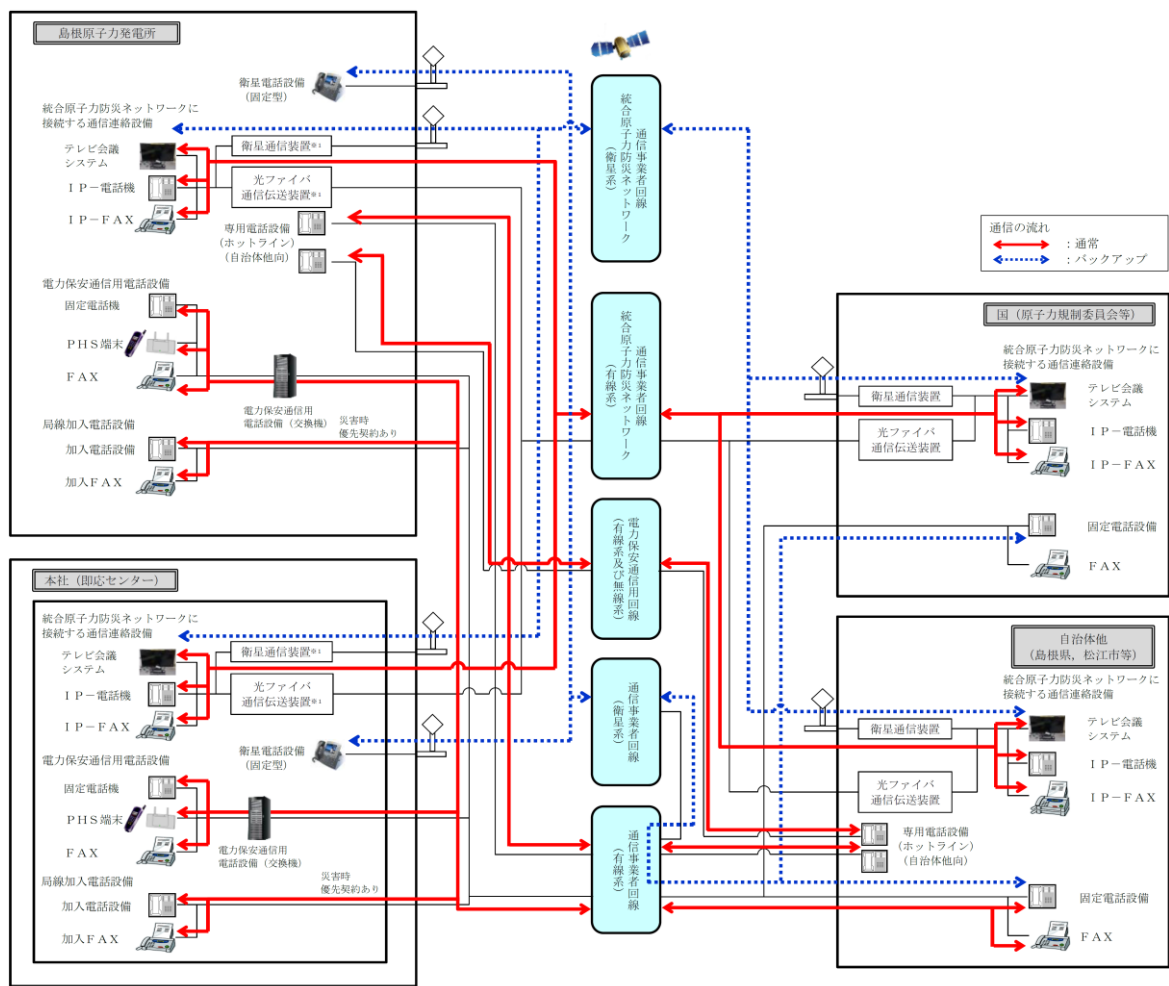 島根原子力発電所
衛星電話設備
(固定型)
統合原子力防災ネットワークに
接続する通信連絡設備
テレビ会議
システム
IP-電話機
IP-FAX
衛星通信装置※1
光ファイバ
通信伝送装置※1
専用電話設備
(ホットライン)
(自治体他向)
電力保安通信用電話設備
固定電話機
PHS端末
FAX
電力保安通信用
電話設備(交換機)
災害時
優先契約あり
局線加入電話設備
加入電話設備
加入FAX
本社(即応センター)
統合原子力防災ネットワークに
接続する通信連絡設備
テレビ会議
システム
IP-電話機
IP-FAX
衛星通信装置※1
光ファイバ
通信伝送装置※1
衛星電話設備
(固定型)
電力保安通信用電話設備
固定電話機
PHS端末
FAX
電力保安通信用
電話設備(交換機)
災害時
優先契約あり
局線加入電話設備
加入電話設備
加入FAX
通信事業者回線
統合原子力防災ネットワーク
(衛星系)
通信事業者回線
統合原子力防災ネットワーク
(有線系)
電力保安通信用回線
(有線系及び無線系)
通信事業者回線
(衛星系)
通信事業者回線
(有線系)
通信の流れ
:通常
:バックアップ
国(原子力規制委員会等)
統合原子力防災ネットワークに
接続する通信連絡設備
衛星通信装置
光ファイバ
通信伝送装置
テレビ会議
システム
IP-電話機
IP-FAX
固定電話設備
FAX
自治体他
(島根県,松江市等)
統合原子力防災ネットワークに
接続する通信連絡設備
衛星通信装置
光ファイバ
通信伝送装置
テレビ会議
システム
IP-電話機
IP-FAX
専用電話設備
(ホットライン)
(自治体他向)
固定電話設備
FAX